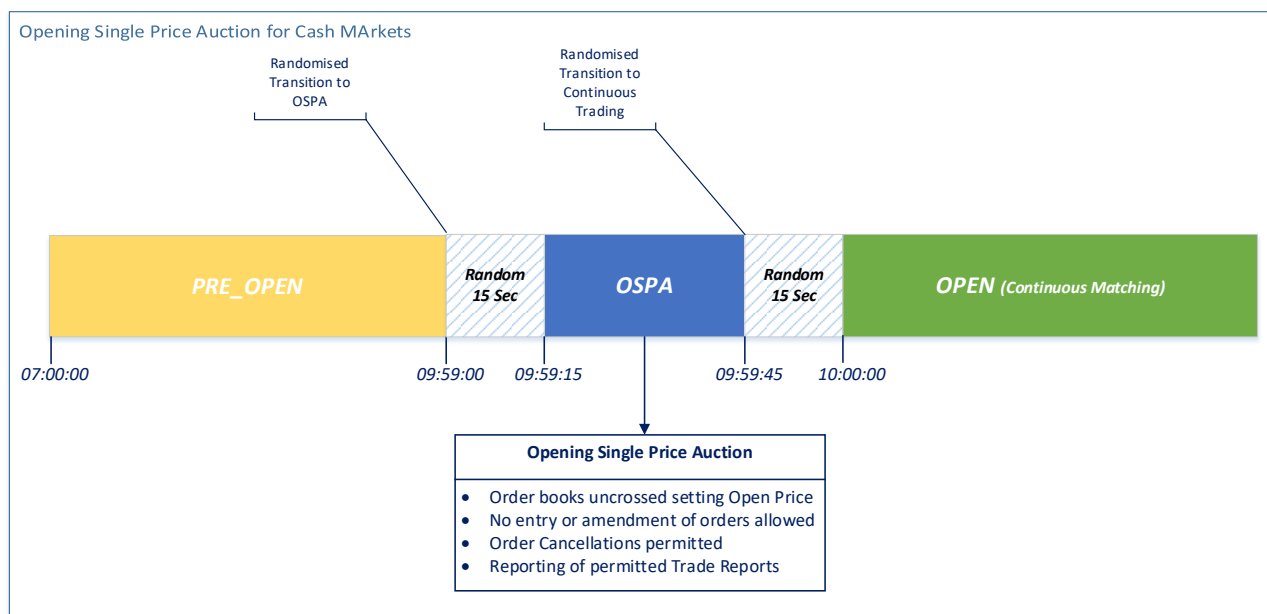 Opening Single Price Auction for Cash MArkets
Randomised
Transition to
OSPA
Randomised
Transition to
Continuous
Trading
PRE_OPEN
Random
15 Sec
OSPA
Random
15 Sec
OPEN (Continuous Matching)
07:00:00
09:59:00
09:59:15
09:59:45
10:00:00
Opening Single Price Auction
• Order books uncrossed setting Open Price
• No entry or amendment of orders allowed
• Order Cancellations permitted
• Reporting of permitted Trade Reports